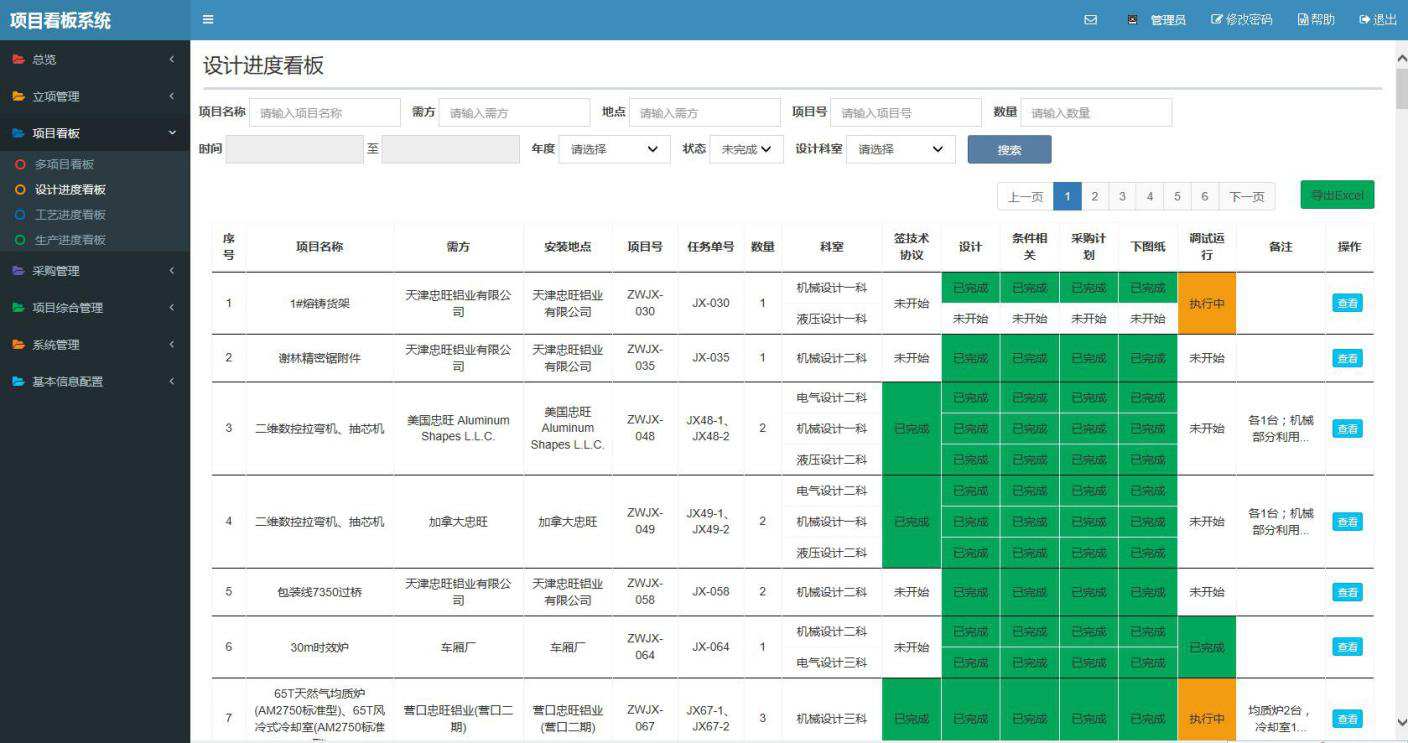 项目看板系统
管理员 修改密码 帮助 退出
总览
立项管理
项目看板
多项目看板
设计进度看板
工艺进度看板
生产进度看板
采购管理
项目综合管理
系统管理
基本信息配置
设计进度看板
项目名称 请输入项目名称 需方 请输入需方 地点 请输入需方 项目号 请输入项目号 数量 请输入数量
时间 至 年度 请选择 状态 未完成 设计科室 请选择 搜索
上一页 1 2 3 4 5 6 下一页 导出Excel
序号 项目名称 需方 安装地点 项目号 任务单号 数量 科室 签技术协议 设计 条件相关 采购计划 下图纸 调试运行 备注 操作
1 1#熔铸货架 天津忠旺铝业有限公司 天津忠旺铝业有限公司 ZWJX-030 JX-030 1 机械设计一科 未开始 已完成 已完成 已完成 已完成 执行中 查看
液压设计一科 未开始 未开始 未开始 未开始
2 谢林精密锯附件 天津忠旺铝业有限公司 天津忠旺铝业有限公司 ZWJX-035 JX-035 1 机械设计二科 未开始 已完成 已完成 已完成 已完成 未开始 查看
3 二维数控拉弯机、抽芯机 美国忠旺 Aluminum Shapes L.L.C. 美国忠旺 Aluminum Shapes L.L.C. ZWJX-048 JX48-1、JX48-2 2 电气设计二科 已完成 已完成 已完成 已完成 已完成 未开始 各1台；机械部分利用... 查看
机械设计一科 已完成 已完成 已完成 已完成
液压设计二科 已完成 已完成 已完成 已完成
4 二维数控拉弯机、抽芯机 加拿大忠旺 加拿大忠旺 ZWJX-049 JX49-1、JX49-2 2 电气设计二科 已完成 已完成 已完成 已完成 已完成 未开始 各1台；机械部分利用... 查看
机械设计一科 已完成 已完成 已完成 已完成
液压设计二科 已完成 已完成 已完成 已完成
5 包装线7350过桥 天津忠旺铝业有限公司 天津忠旺铝业有限公司 ZWJX-058 JX-058 2 机械设计二科 未开始 已完成 已完成 已完成 已完成 未开始 查看
6 30m时效炉 车厢厂 车厢厂 ZWJX-064 JX-064 1 机械设计二科 未开始 已完成 已完成 已完成 已完成 已完成 查看
电气设计三科 已完成 已完成 已完成 已完成
7 65T天然气均质炉(AM2750标准型)、65T风冷式冷却室(AM2750标准 营口忠旺铝业(营口二期) 营口忠旺铝业(营口二期) ZWJX-067 JX67-1、JX67-2 3 机械设计三科 已完成 已完成 已完成 已完成 已完成 执行中 均质炉2台，冷却室1... 查看